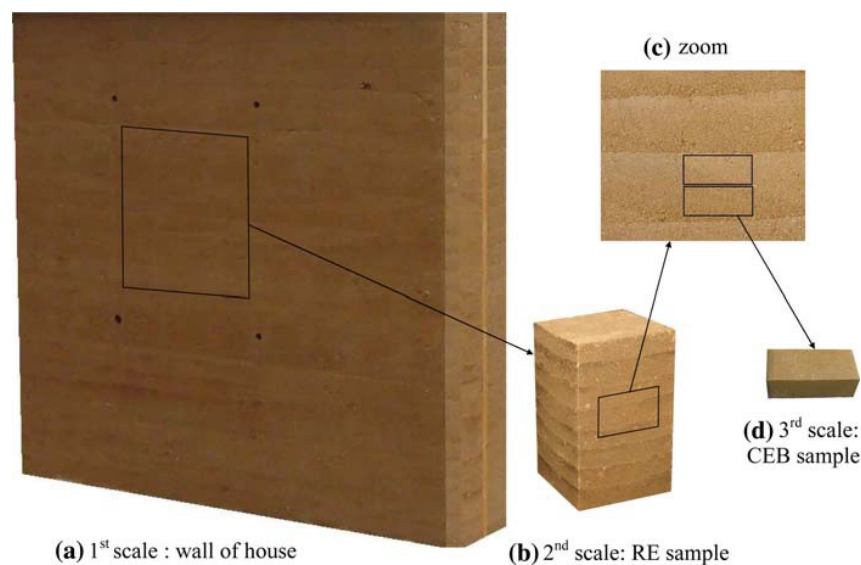 (c) zoom
(d) 3rd scale:
CEB sample
(a) 1st scale : wall of house
(b) 2nd scale: RE sample